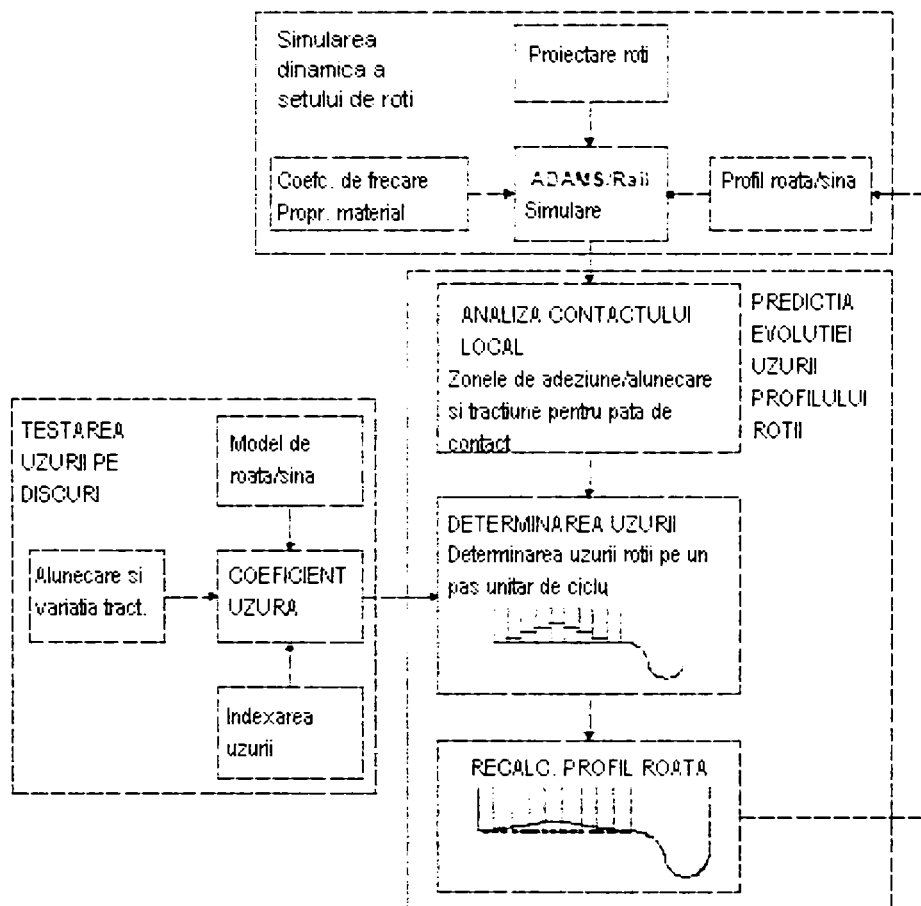 Simularea
dinamica a
setului de roti
Proiectare roti
Coefc. de frecare
Propr. material
ADAMS/Rail
Simulare
Profil roata/sina
ANALIZA CONTACTULUI
LOCAL
Zonele de adeziune/alunecare
si tractiune pentru pata de
contact
PREDICTIA
EVOLUTIEI
UZURII
PROFILULUI
ROTII
TESTAREA
UZURII PE
DISCURI
Model de
roata/sina
Alunecare si
variatia tract.
COEFICIENT
UZURA
Indexarea
uzurii
DETERMINAREA UZURII
Determinarea uzurii rotii pe un
pas unitar de ciclu
RECALC. PROFIL ROATA